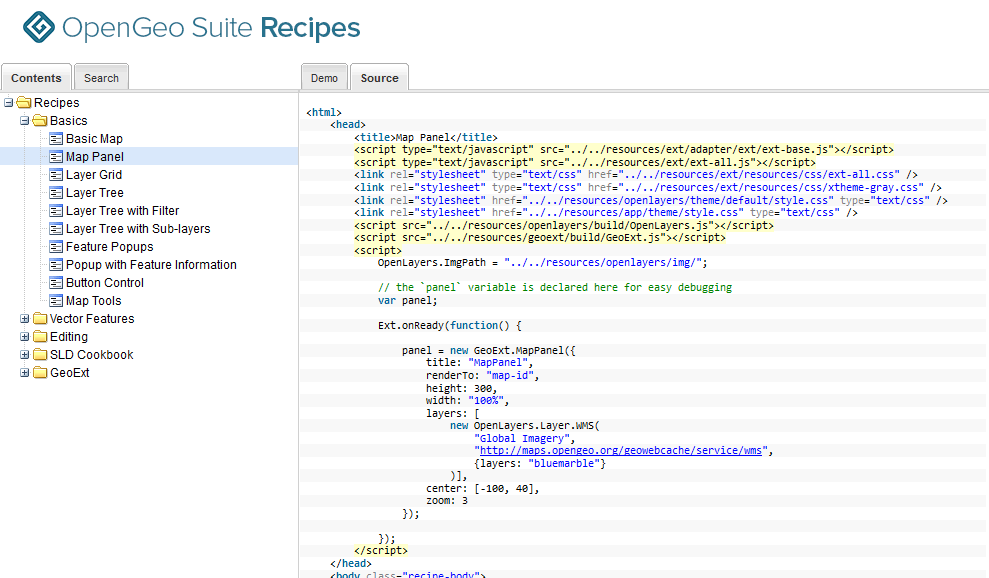 OpenGeo Suite Recipes
Contents
Search
Recipes
Basics
Basic Map
Map Panel
Layer Grid
Layer Tree
Layer Tree with Filter
Layer Tree with Sub-layers
Feature Popups
Popup with Feature Information
Button Control
Map Tools
Vector Features
Editing
SLD Cookbook
GeoExt
Demo
Source
<html>
    <head>
        <title>Map Panel</title>
        <script type="text/javascript" src="../../resources/ext/adapter/ext/ext-base.js"></script>
        <script type="text/javascript" src="../../resources/ext/ext-all.js"></script>
        <link rel="stylesheet" type="text/css" href="../../resources/ext/resources/css/ext-all.css" />
        <link rel="stylesheet" type="text/css" href="../../resources/ext/resources/css/xtheme-gray.css" />
        <link rel="stylesheet" href="../../resources/openlayers/theme/default/style.css" type="text/css" />
        <link rel="stylesheet" href="../../resources/app/theme/style.css" type="text/css" />
        <script src="../../resources/openlayers/build/OpenLayers.js"></script>
        <script src="../../resources/geoext/build/GeoExt.js"></script>
        <script>
            OpenLayers.ImgPath = "../../resources/openlayers/img/";
            // the `panel` variable is declared here for easy debugging
            var panel;
            Ext.onReady(function() {
                panel = new GeoExt.MapPanel({
                    title: "MapPanel",
                    renderTo: "map-id",
                    height: 300,
                    width: "100%",
                    layers: [
                        new OpenLayers.Layer.WMS(
                            "Global Imagery",
                            "http://maps.opengeo.org/geowebcache/service/wms",
                            {layers: "bluemarble"}
                        )],
                    center: [-100, 40],
                    zoom: 3
                });
            });
        </script>
    </head>
    <body class="recipe-body">